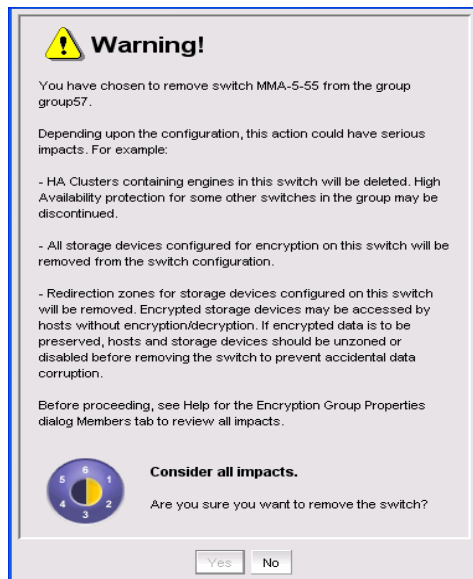 Warning!
You have chosen to remove switch MMA-5-55 from the group
group57.
Depending upon the configuration, this action could have serious
impacts. For example:
- HA Clusters containing engines in this switch will be deleted. High
Availability protection for some other switches in the group may be
discontinued.
- All storage devices configured for encryption on this switch will be
removed from the switch configuration.
- Redirection zones for storage devices configured on this switch
will be removed. Encrypted storage devices may be accessed by
hosts without encryption/decryption. If encrypted data is to be
preserved, hosts and storage devices should be unzoned or
disabled before removing the switch to prevent accidental data
corruption.
Before proceeding, see Help for the Encryption Group Properties
dialog Members tab to review all impacts.
6
5 1
4 2
3
Consider all impacts.
Are you sure you want to remove the switch?
Yes No